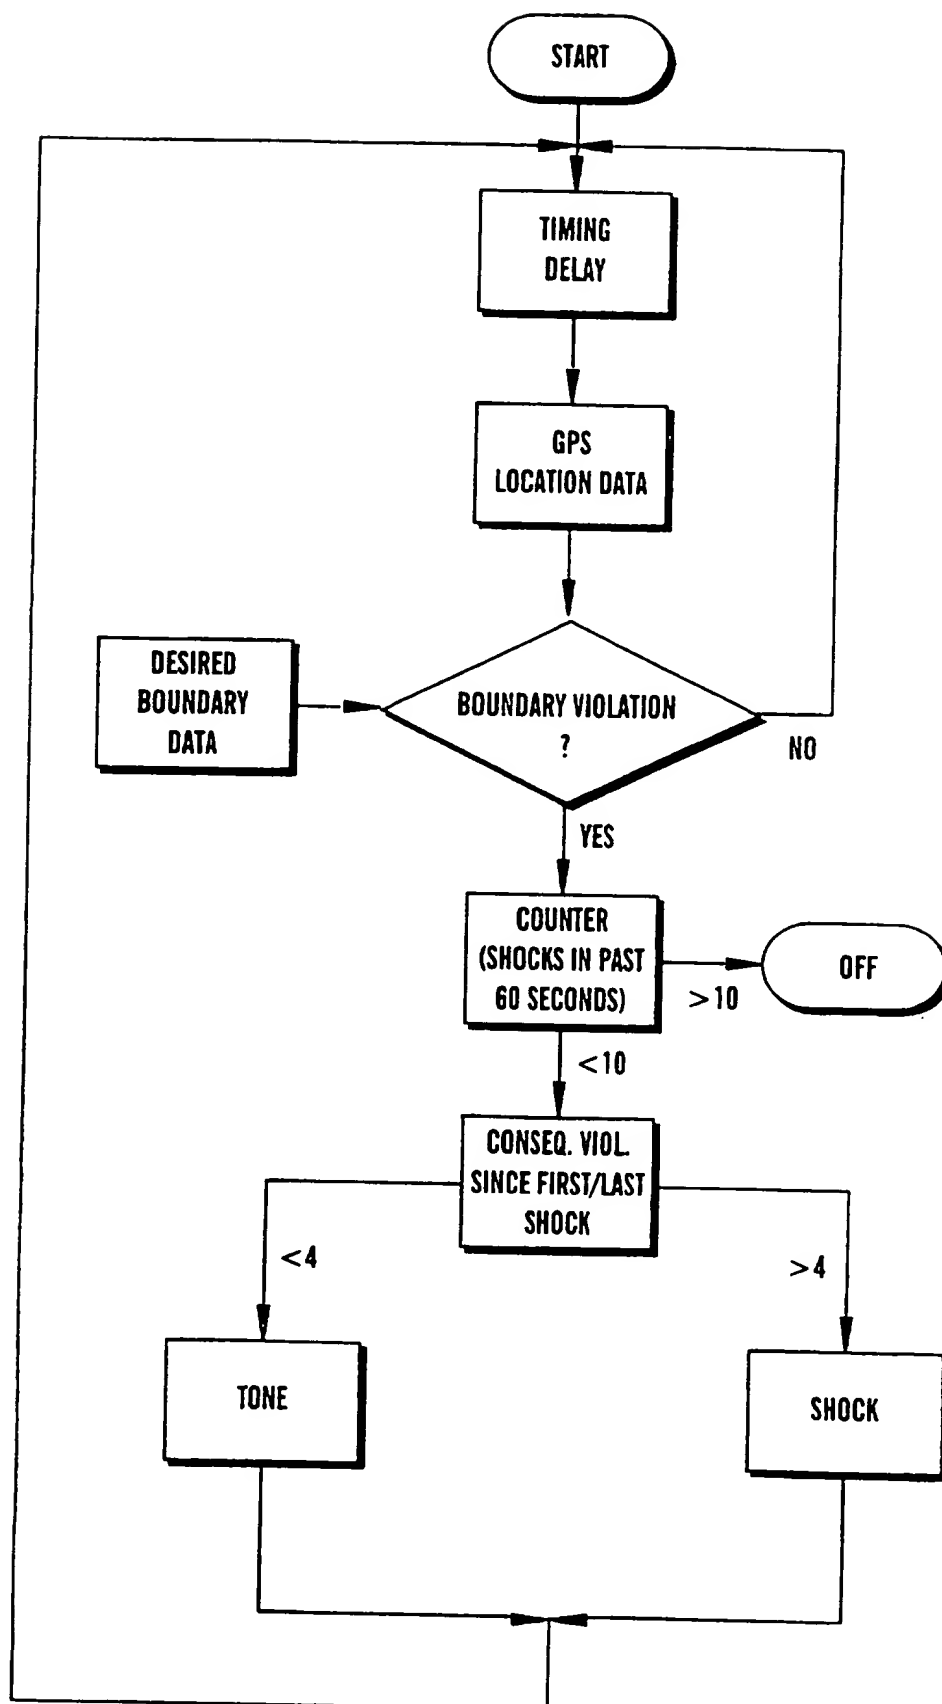 START
TIMING
DELAY
GPS
LOCATION DATA
DESIRED
BOUNDARY
DATA
BOUNDARY VIOLATION
?
NO
YES
COUNTER
(SHOCKS IN PAST
60 SECONDS)
>10
OFF
<10
CONSEQ. VIOL.
SINCE FIRST/LAST
SHOCK
<4
>4
TONE
SHOCK